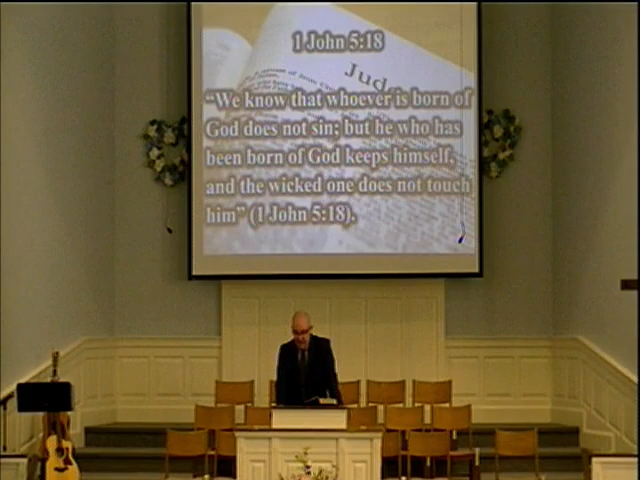 1 John 5:18
Jud
"We know that whoever is born of
God does not sin; but he who has
been born of God keeps himself,
and the wicked one does not touch
him" (1 John 5:18).